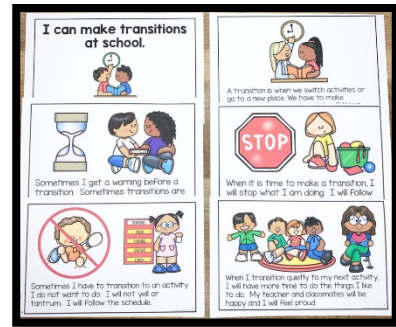 I can make transitions
at school.
A transition is when we switch activities or
go to a new place. We have to make
Sometimes I get a warning before a
transition. Sometimes transitions are
STOP
When it is time to make a transition, I
will stop what I am doing. I will follow
Sometimes I have to transition to an activity
I do not want to do. I will not yell or
tantrum. I will follow the schedule.
When I transition quietly to my next activity,
I will have more time to do the things I like
to do. My teacher and classmates will be
happy and I will feel proud.